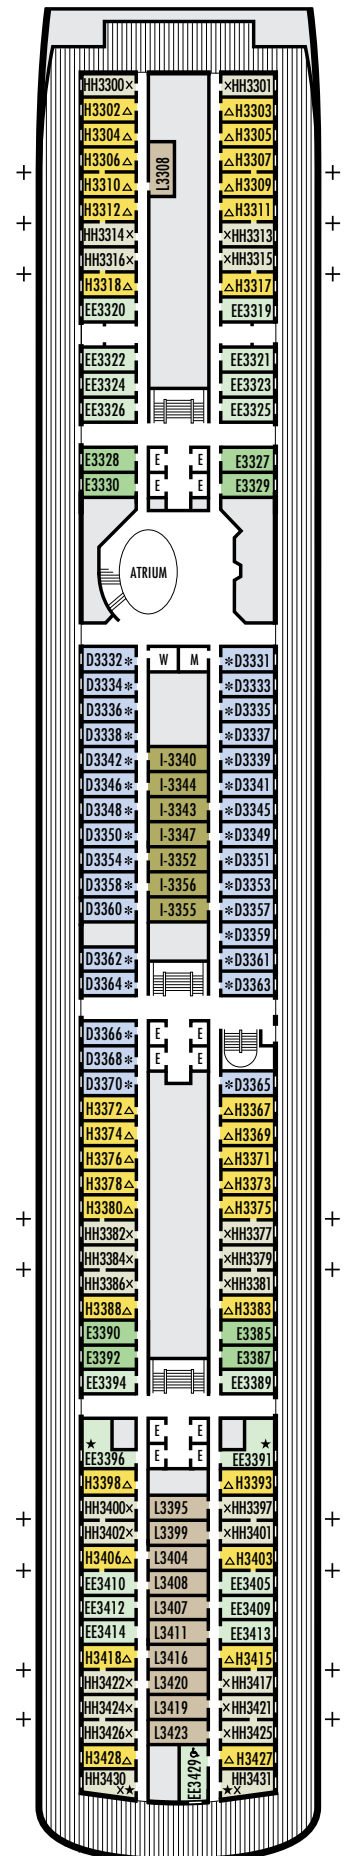 HH3300× ×HH3301
H3302△ △H3303
H3304△ △H3305
H3306△ L3308 △H3307
H3310△ △H3309
H3312△ △H3311
HH3314× ×HH3313
HH3316× ×HH3315
H3318△ △H3317
EE3320 EE3319
EE3322 EE3321
EE3324 EE3323
EE3326 EE3325
E3328 E E E3327
E3330 E E E3329
ATRIUM
D3332* W M *D3331
D3334* *D3333
D3336* *D3335
D3338* *D3337
D3342* I-3340 *D3339
D3346* I-3344 *D3341
D3348* I-3343 *D3345
D3350* I-3347 *D3349
D3354* I-3352 *D3351
D3358* I-3356 *D3353
D3360* I-3355 *D3357
*D3359
D3362* *D3361
D3364* *D3363
D3366* E E
D3368* E E
D3370* *D3365
H3372△ △H3367
H3374△ △H3369
H3376△ △H3371
H3378△ △H3373
H3380△ △H3375
HH3382× ×HH3377
HH3384× ×HH3379
HH3386× ×HH3381
H3388△ △H3383
E3390 E3385
E3392 E3387
EE3394 EE3389
★ E E ★
EE3396 E E EE3391
H3398△ △H3393
HH3400× L3395 ×HH3397
HH3402× L3399 ×HH3401
H3406△ L3404 △H3403
EE3410 L3408 EE3405
EE3412 L3407 EE3409
EE3414 L3411 EE3413
H3418△ L3416 △H3415
HH3422× L3420 ×HH3417
HH3424× L3419 ×HH3421
HH3426× L3423 ×HH3425
H3428△ EE3429 △H3427
HH3430 HH3431
×★ ★×